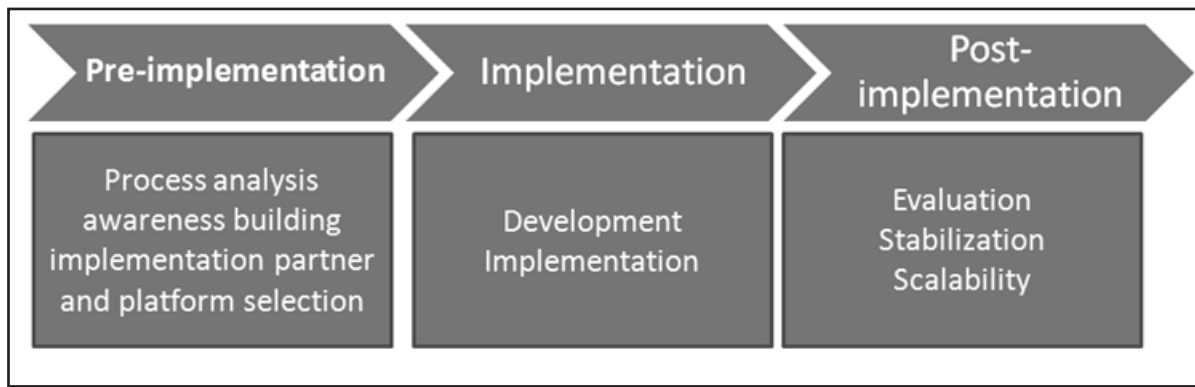 Pre-implementation
Implementation
Post-
implementation
Process analysis
awareness building
implementation partner
and platform selection
Development
Implementation
Evaluation
Stabilization
Scalability